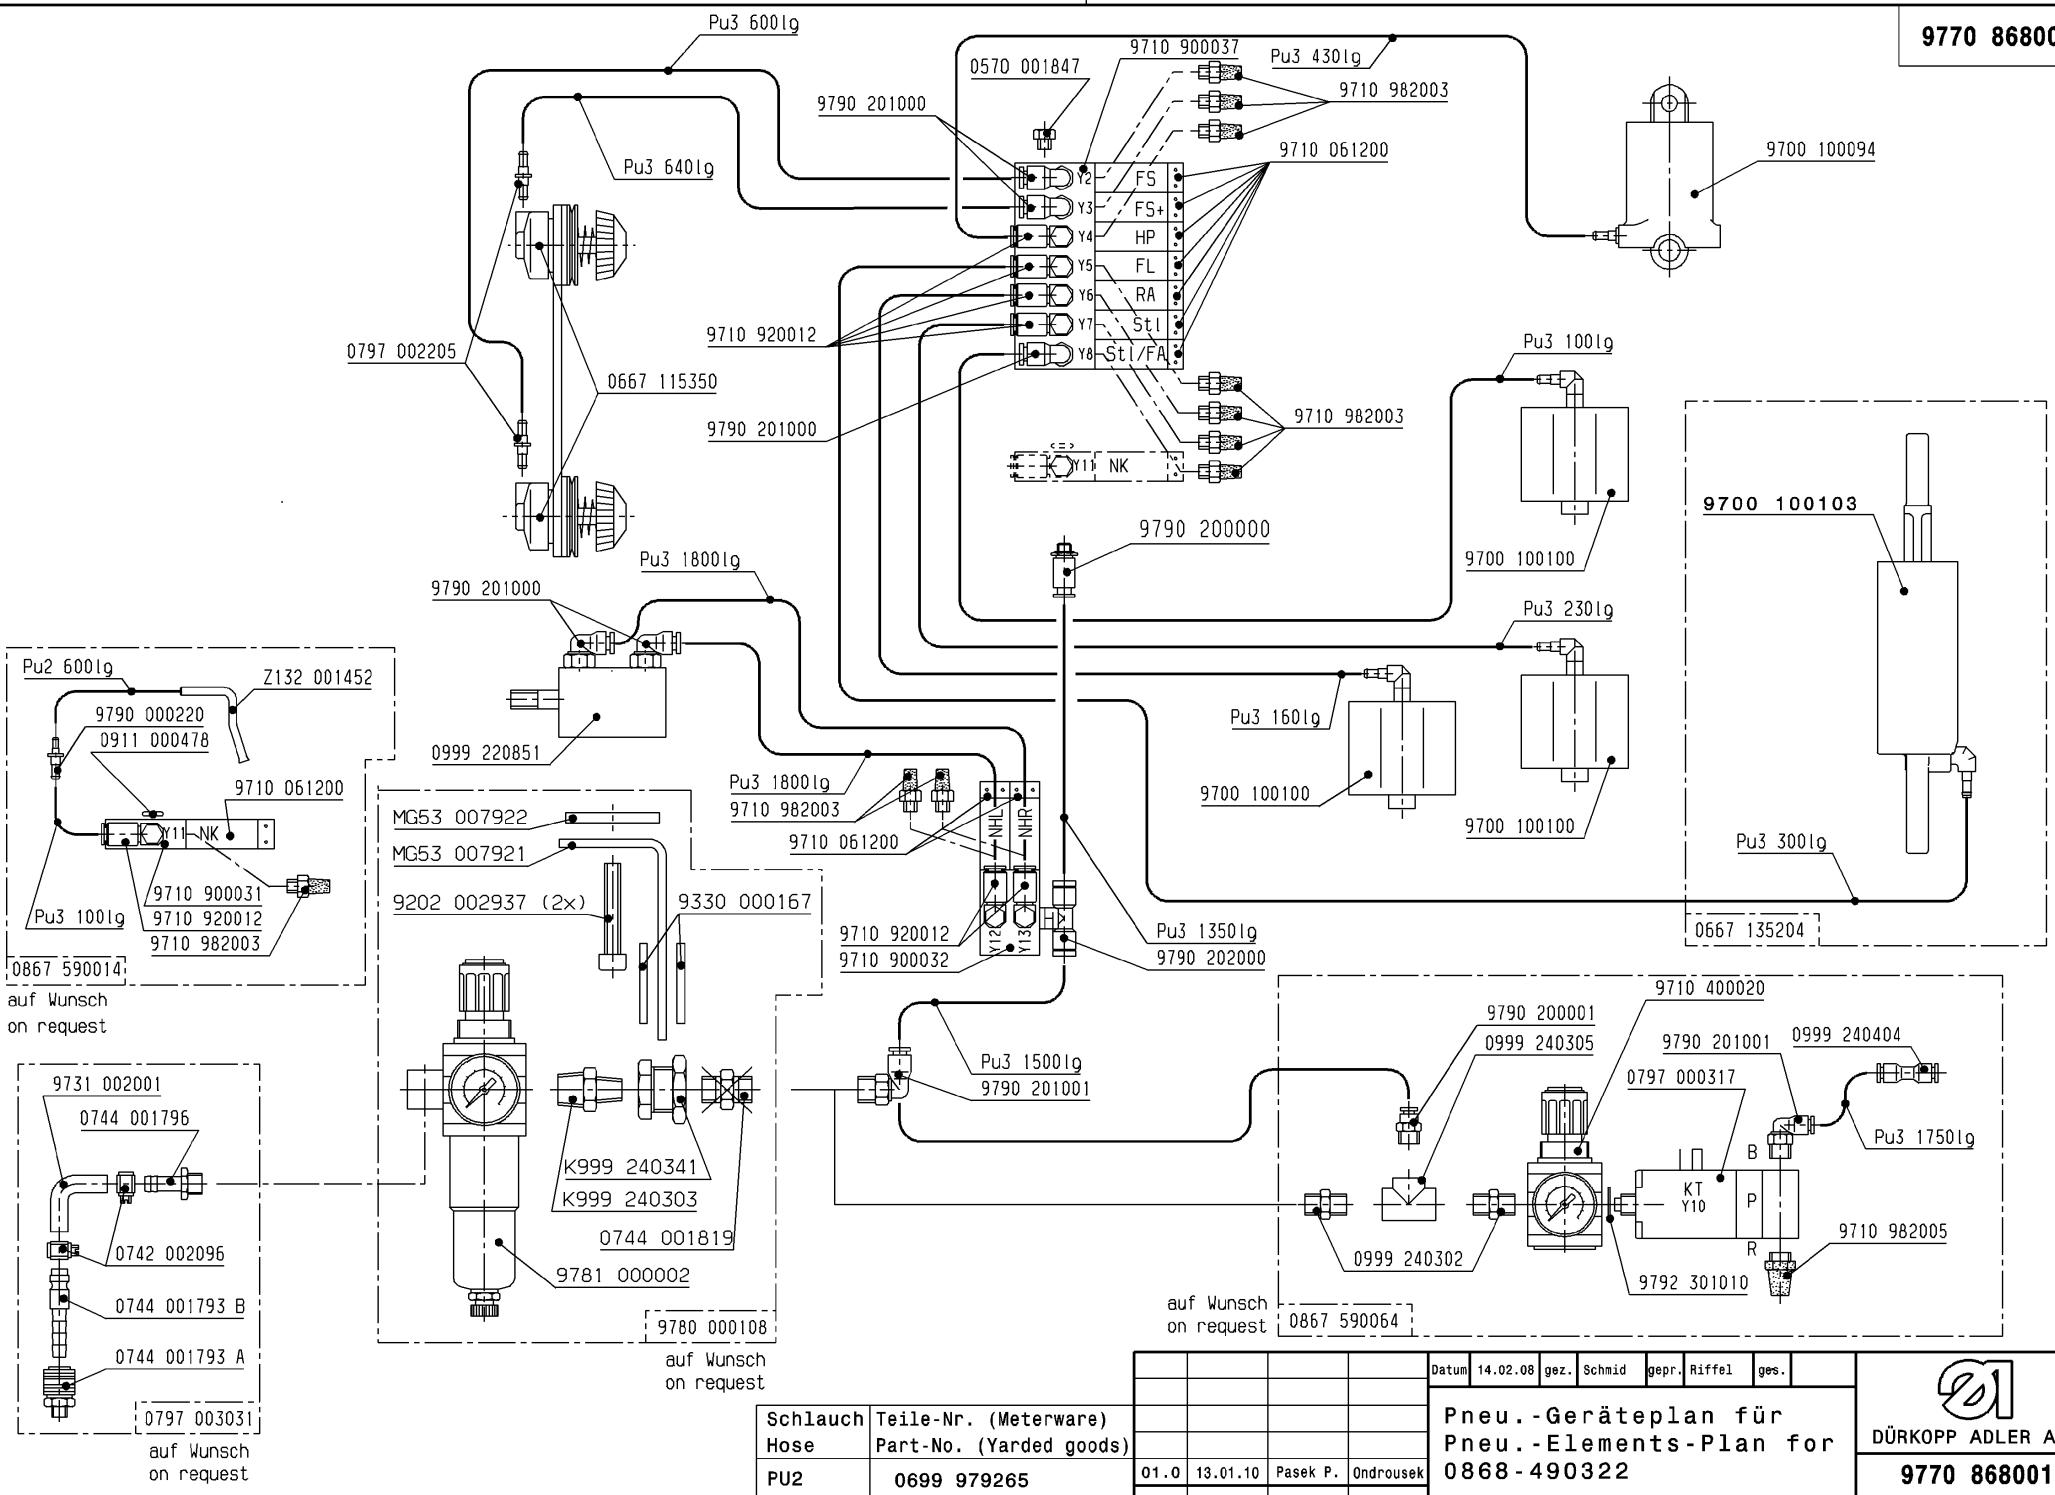 Pu3 600lg
0570 001847
9710 900037
Pu3 430lg
9770 86800
9790 201000
9710 982003
Pu3 640lg
9710 061200
9700 100094
Y2 FS
Y3 FS+
Y4 HP
Y5 FL
Y6 RA
Y7 Stl
Y8 Stl/FA
9710 920012
0797 002205
0667 115350
9790 201000
Pu3 100lg
9710 982003
Y11 NK
9700 100103
9790 200000
9700 100100
Pu3 1800lg
9790 201000
Pu3 230lg
Pu2 600lg
Z132 001452
9790 000220
0911 000478
Pu3 160lg
0999 220851
9710 061200
Pu3 1800lg
9710 982003
9700 100100
9700 100100
MG53 007922
MG53 007921
NHL
NHR
9710 061200
Y11 NK
Pu3 300lg
9710 900031
9202 002937 (2x)
9330 000167
Pu3 100lg
9710 920012
9710 982003
9710 920012
Y12
Y13
Pu3 1350lg
9710 900032
9790 202000
0667 135204
0867 590014
auf Wunsch
on request
9710 400020
9790 200001
0999 240305
9790 201001
0999 240404
Pu3 1500lg
9790 201001
0797 000317
9731 002001
0744 001796
Pu3 1750lg
B
K999 240341
K999 240303
KT
Y10
P
0744 001819
R
9710 982005
0742 002096
0999 240302
9781 000002
9792 301010
0744 001793 B
auf Wunsch
on request
0867 590064
9780 000108
0744 001793 A
auf Wunsch
on request
0797 003031
auf Wunsch
on request
Datum 14.02.08 gez. Schmid gepr. Riffel ges.
Schlauch Teile-Nr. (Meterware)
Hose Part-No. (Yarded goods)
PU2 0699 979265
01.0 13.01.10 Pasek P. Ondrousek
Pneu.-Geräteplan für
Pneu.-Elements-Plan for
0868-490322
DÜRKOPP ADLER A
9770 868001